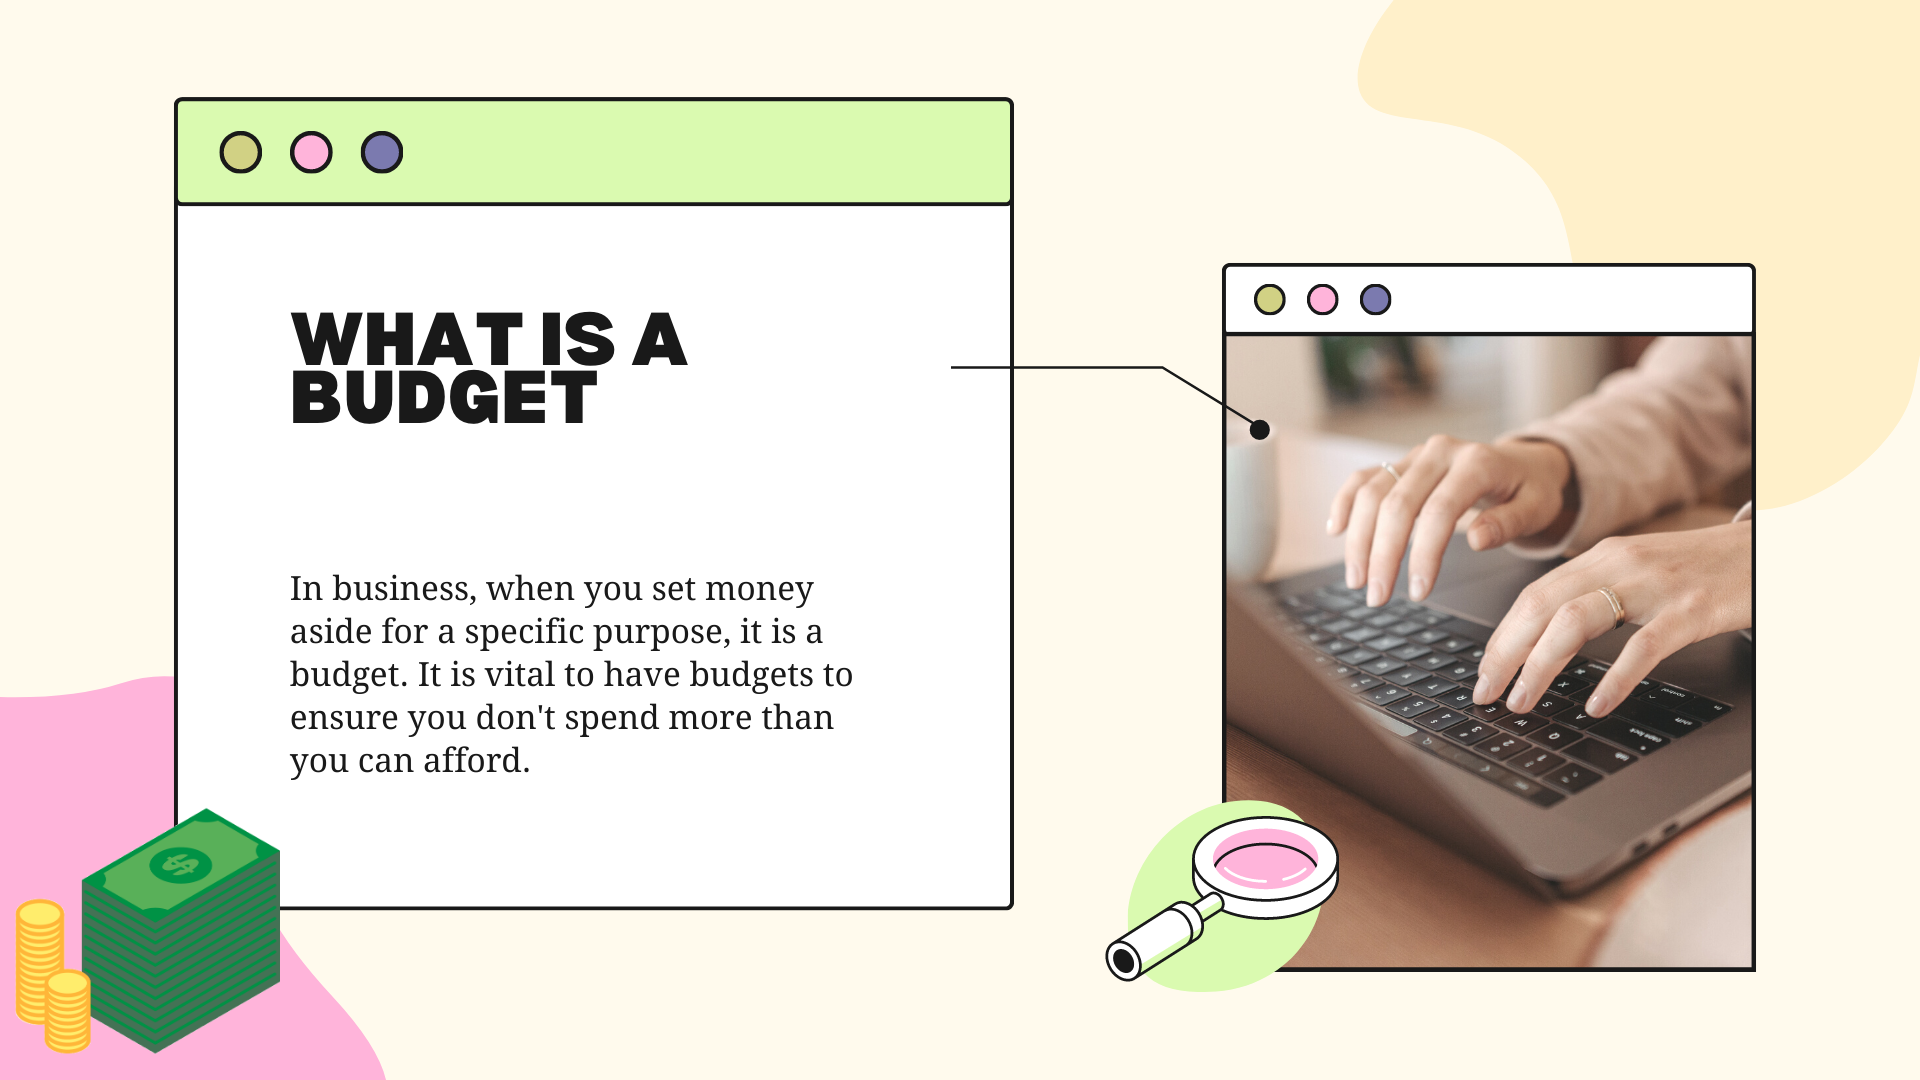 WHAT IS A
BUDGET
In business, when you set money
aside for a specific purpose, it is a
budget. It is vital to have budgets to
ensure you don't spend more than
you can afford.
$